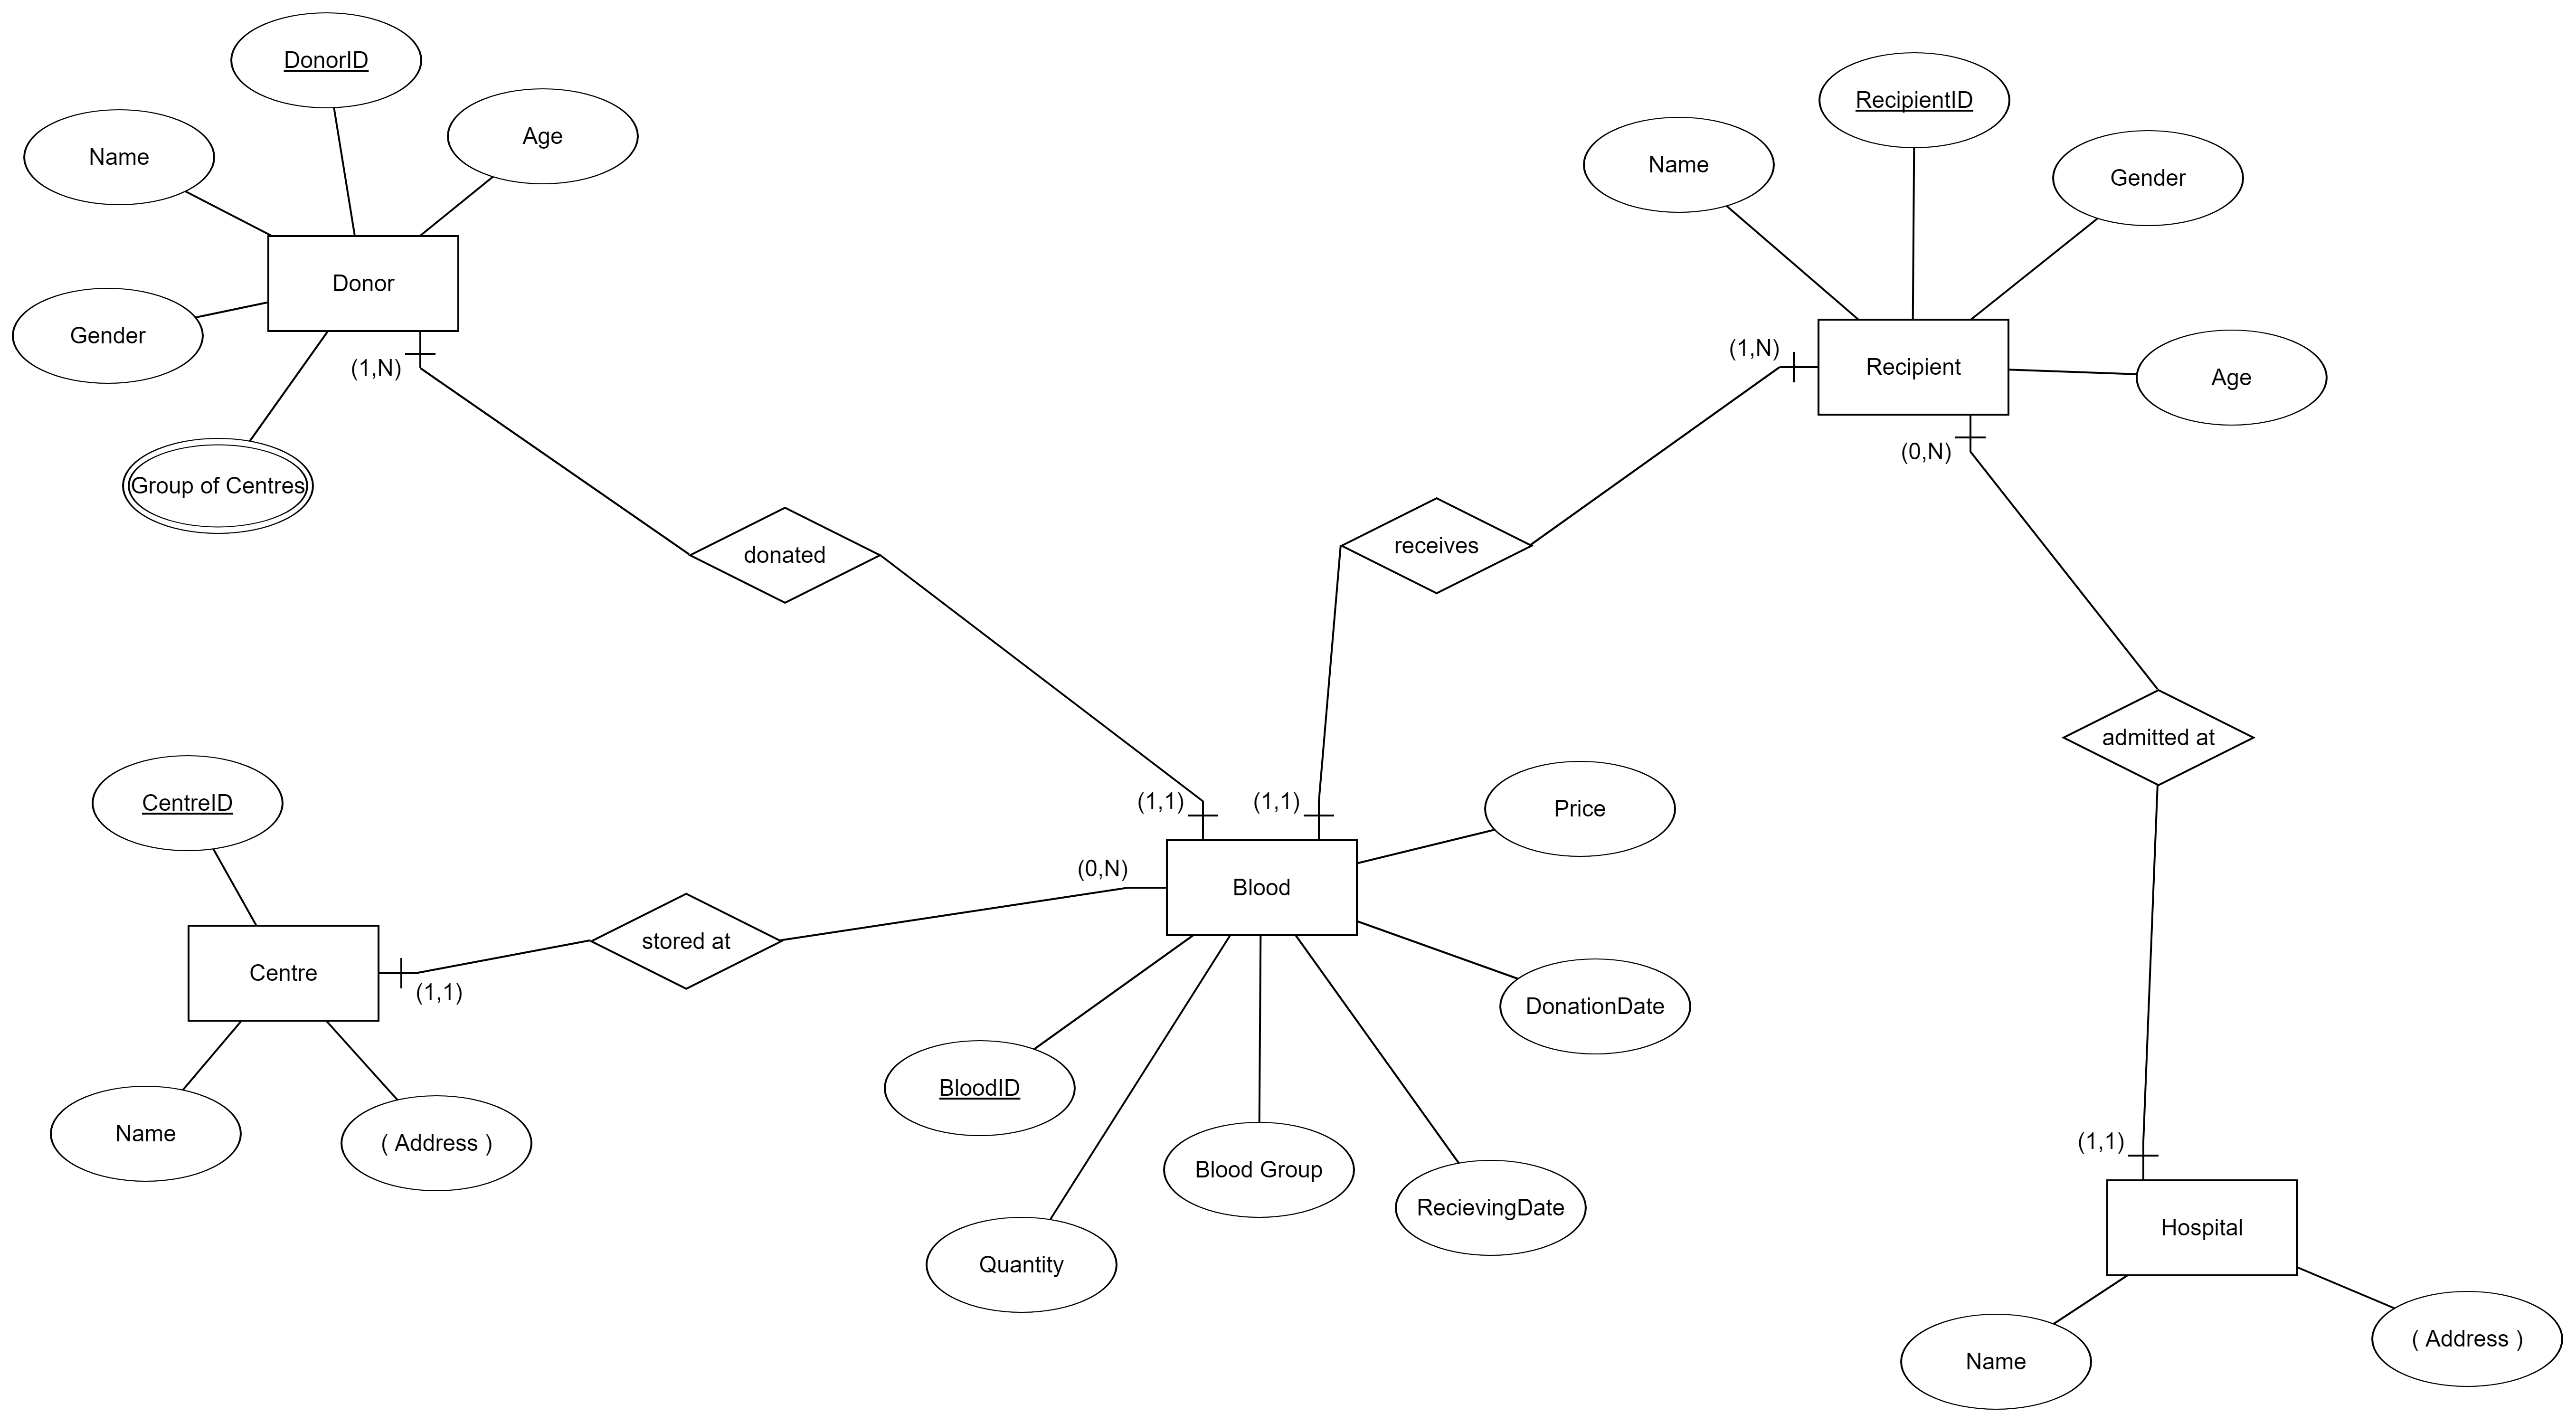 DonorID
Name
Age
Donor
Gender
(1,N)
Group of Centres
donated
RecipientID
Name
Gender
Recipient
(1,N)
Age
(0,N)
receives
admitted at
CentreID
Centre
(1,1)
stored at
Name
( Address )
(1,1)
(1,1)
(0,N)
Blood
Price
DonationDate
BloodID
Blood Group
RecievingDate
Quantity
(1,1)
Hospital
Name
( Address )